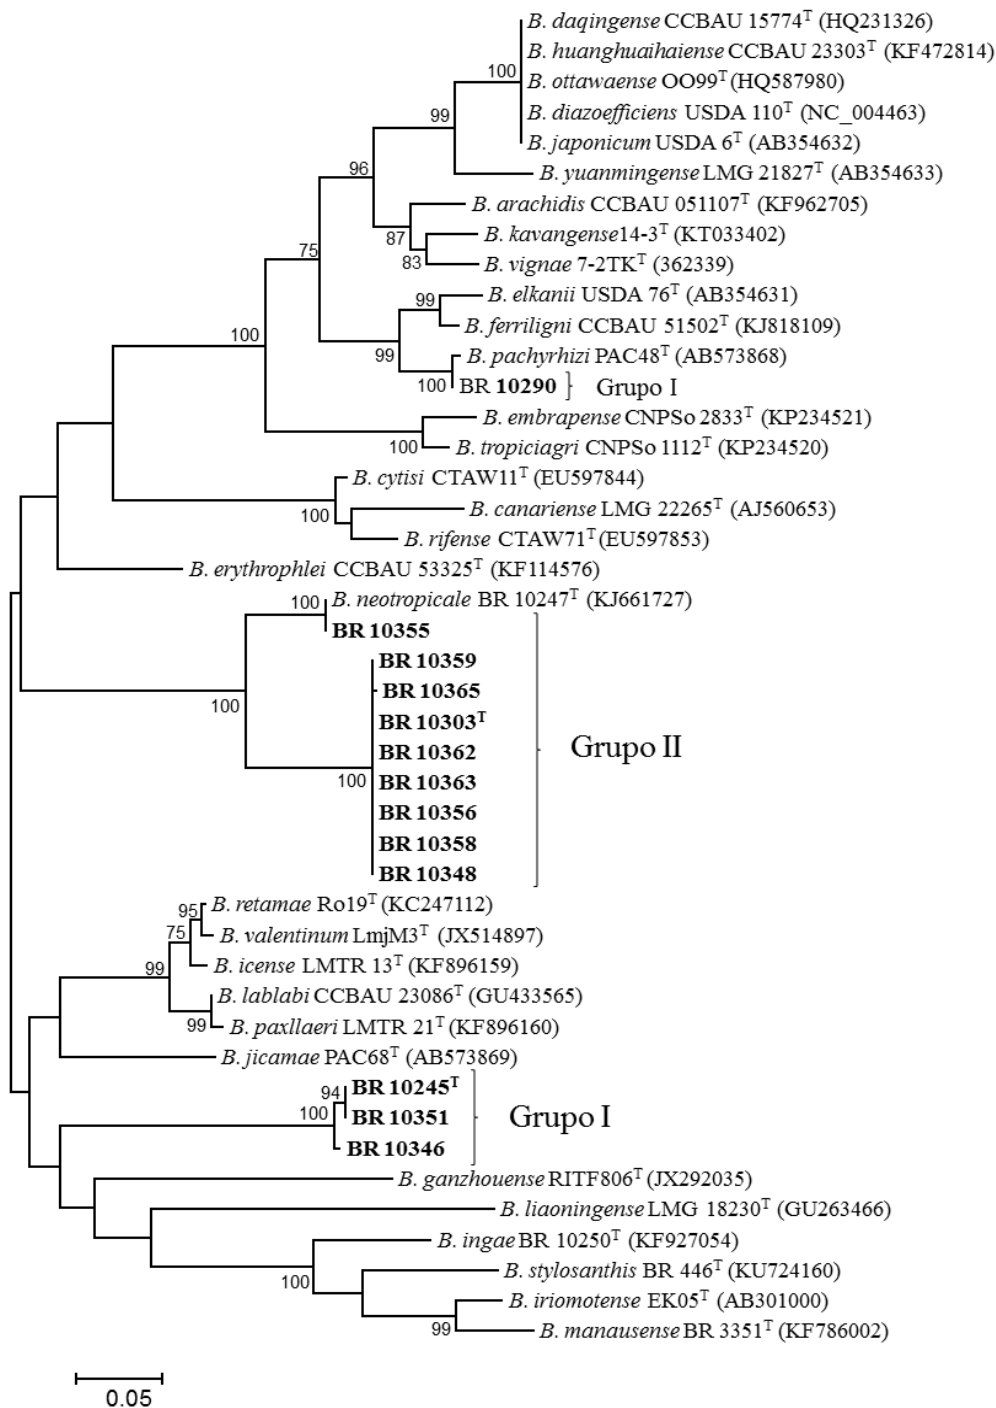 B. daqingense CCBAU 15774ᵀ (HQ231326)
B. huanghuaihaiense CCBAU 23303ᵀ (KF472814)
100
B. ottawaense OO99ᵀ (HQ587980)
B. diazoefficiens USDA 110ᵀ (NC_004463)
99
B. japonicum USDA 6ᵀ (AB354632)
96
B. yuanmingense LMG 21827ᵀ (AB354633)
B. arachidis CCBAU 051107ᵀ (KF962705)
87
B. kavangense14-3ᵀ (KT033402)
75
83
B. vignae 7-2TKᵀ (362339)
99
B. elkanii USDA 76ᵀ (AB354631)
B. ferriligni CCBAU 51502ᵀ (KJ818109)
100
99
B. pachyrhizi PAC48ᵀ (AB573868)
100
BR 10290
Grupo I
B. embrapense CNPSo 2833ᵀ (KP234521)
100
B. tropiciagri CNPSo 1112ᵀ (KP234520)
B. cytisi CTAW11ᵀ (EU597844)
100
B. canariense LMG 22265ᵀ (AJ560653)
B. rifense CTAW71ᵀ (EU597853)
B. erythrophlei CCBAU 53325ᵀ (KF114576)
100
B. neotropicale BR 10247ᵀ (KJ661727)
BR 10355
BR 10359
BR 10365
100
BR 10303ᵀ
BR 10362
Grupo II
100
BR 10363
BR 10356
BR 10358
BR 10348
95
B. retamae Ro19ᵀ (KC247112)
75
B. valentinum LmjM3ᵀ (JX514897)
99
B. icense LMTR 13ᵀ (KF896159)
B. lablabi CCBAU 23086ᵀ (GU433565)
99
B. paxllaeri LMTR 21ᵀ (KF896160)
B. jicamae PAC68ᵀ (AB573869)
94
BR 10245ᵀ
100
BR 10351
Grupo I
BR 10346
B. ganzhouense RITF806ᵀ (JX292035)
B. liaoningense LMG 18230ᵀ (GU263466)
B. ingae BR 10250ᵀ (KF927054)
100
B. stylosanthis BR 446ᵀ (KU724160)
B. iriomotense EK05ᵀ (AB301000)
99
B. manausense BR 3351ᵀ (KF786002)
0.05